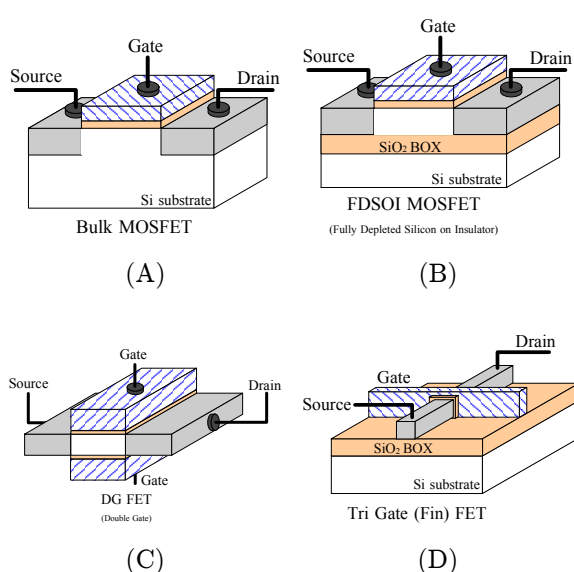 Gate
Source
Drain
Si substrate
Bulk MOSFET
(A)
Gate
Source
Drain
SiO₂ BOX
Si substrate
FDSOI MOSFET
(Fully Depleted Silicon on Insulator)
(B)
Gate
Source
Drain
Gate
DG FET
(Double Gate)
(C)
Drain
Gate
Source
SiO₂ BOX
Si substrate
Tri Gate (Fin) FET
(D)